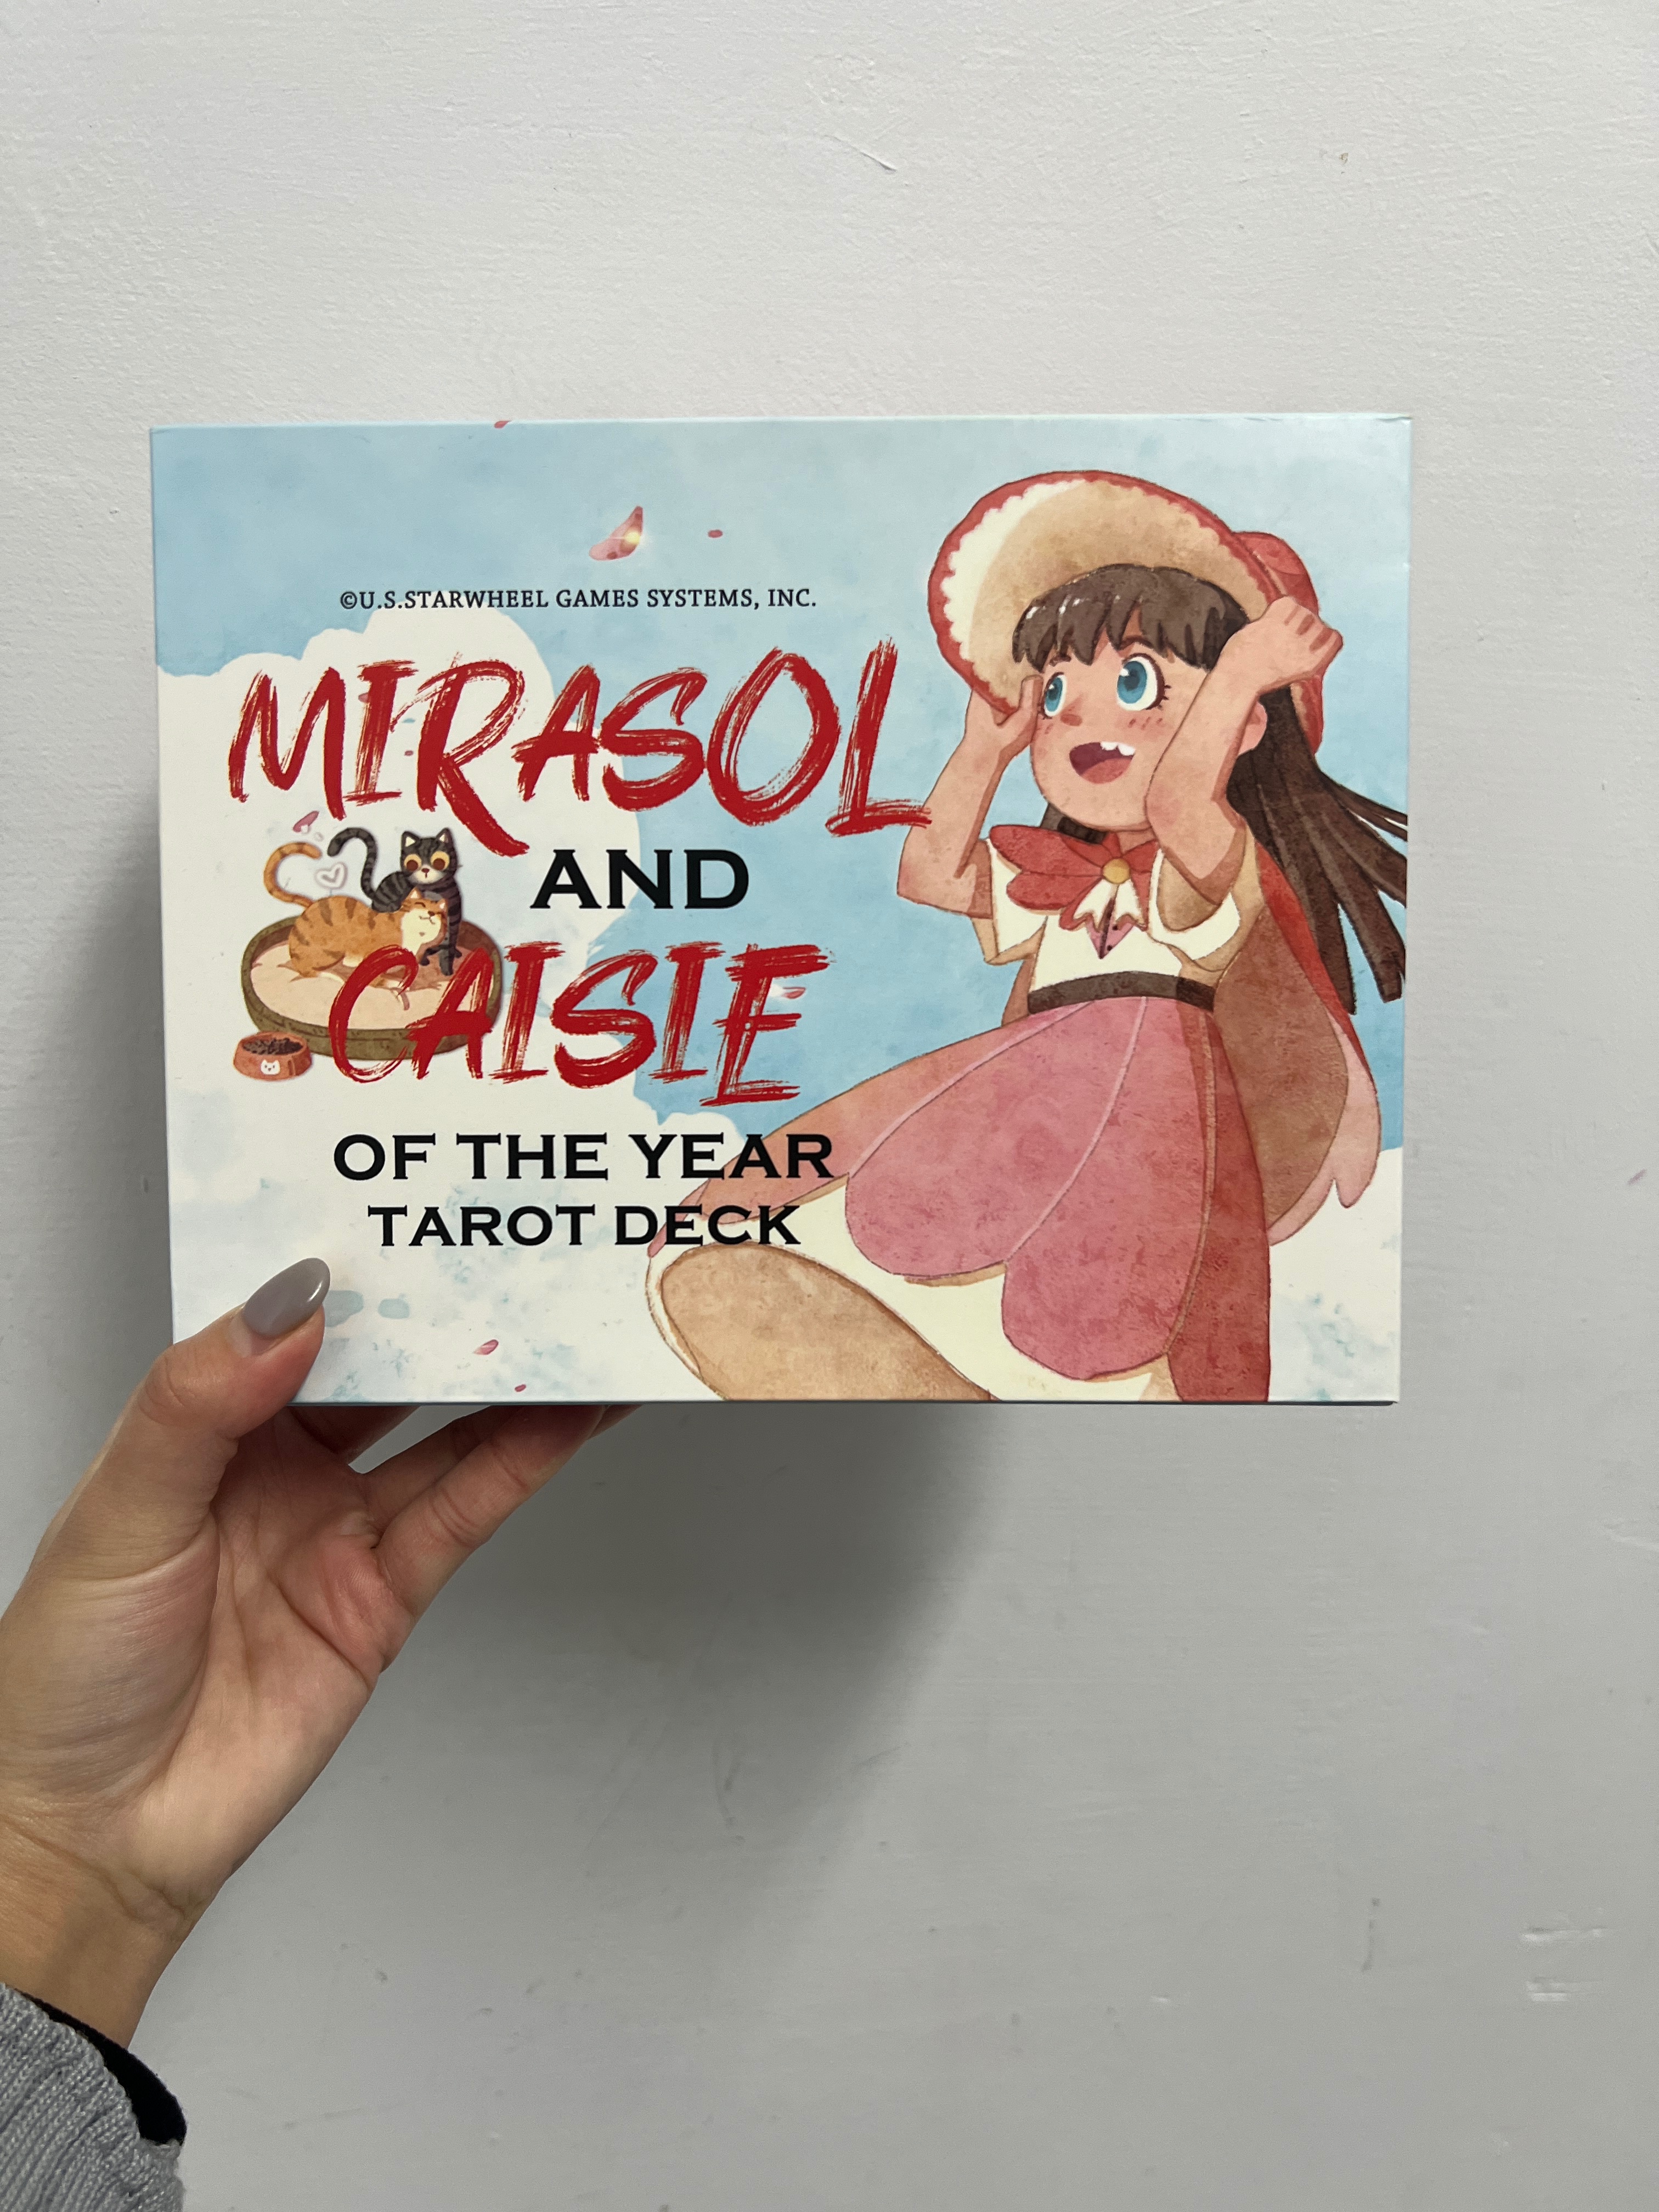 ©U.S.STARWHEEL GAMES SYSTEMS, INC.
MIRASOL
AND
CAISIE
OF THE YEAR
TAROT DECK